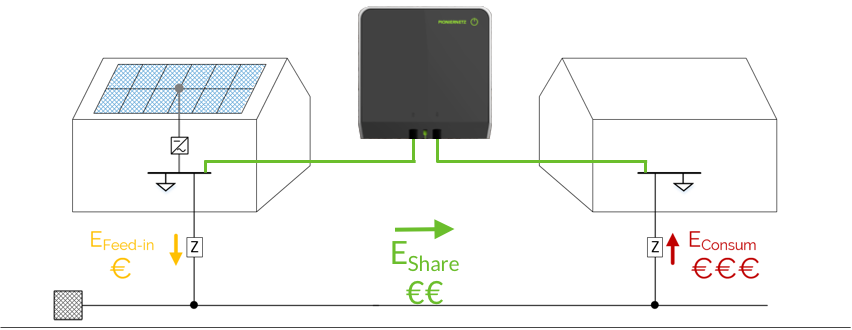 PIONIERKRAFT
E Feed-in
€
Z
E Share
€€
Z
E Consum
€€€